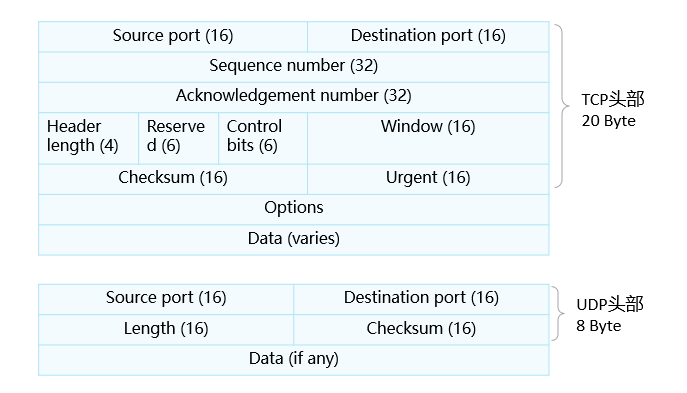 Source port (16)
Destination port (16)
Sequence number (32)
Acknowledgement number (32)
Header
length (4)
Reserve
d (6)
Control
bits (6)
Window (16)
Checksum (16)
Urgent (16)
Options
Data (varies)
TCP头部
20 Byte
Source port (16)
Destination port (16)
Length (16)
Checksum (16)
Data (if any)
UDP头部
8 Byte